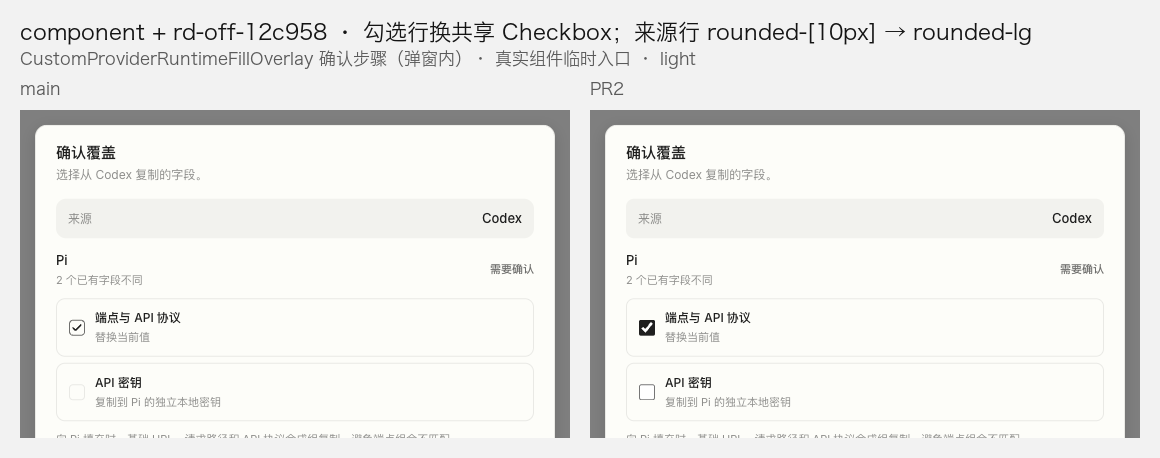 component + rd-off-12c958 · 勾选行换共享 Checkbox；来源行 rounded-[10px] → rounded-lg
CustomProviderRuntimeFillOverlay 确认步骤（弹窗内）· 真实组件临时入口 · light
main
确认覆盖
选择从 Codex 复制的字段。
来源 Codex
Pi
2 个已有字段不同
需要确认
端点与 API 协议
替换当前值
API 密钥
复制到 Pi 的独立本地密钥
PR2
确认覆盖
选择从 Codex 复制的字段。
来源 Codex
Pi
2 个已有字段不同
需要确认
端点与 API 协议
替换当前值
API 密钥
复制到 Pi 的独立本地密钥